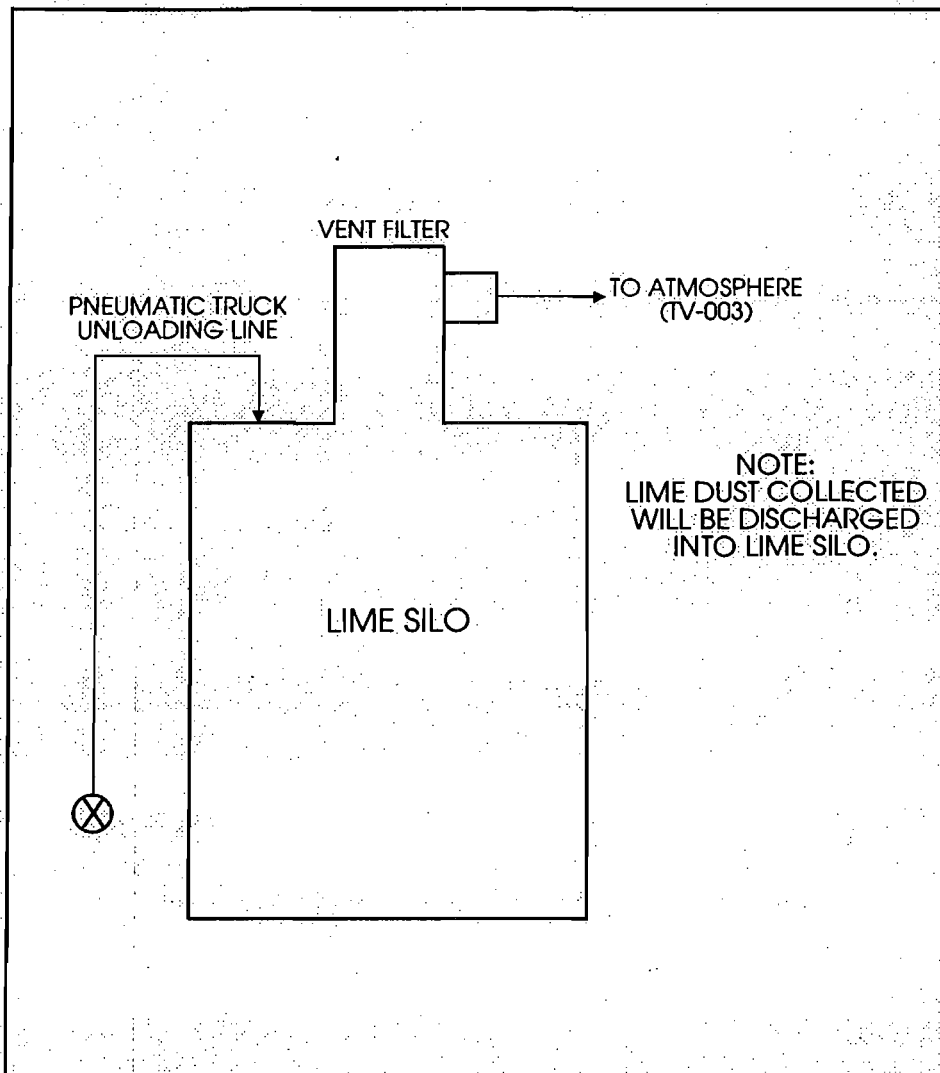 VENT FILTER
PNEUMATIC TRUCK
UNLOADING LINE
TO ATMOSPHERE
(TV-003)
NOTE:
LIME DUST COLLECTED
WILL BE DISCHARGED
INTO LIME SILO.
LIME SILO
X